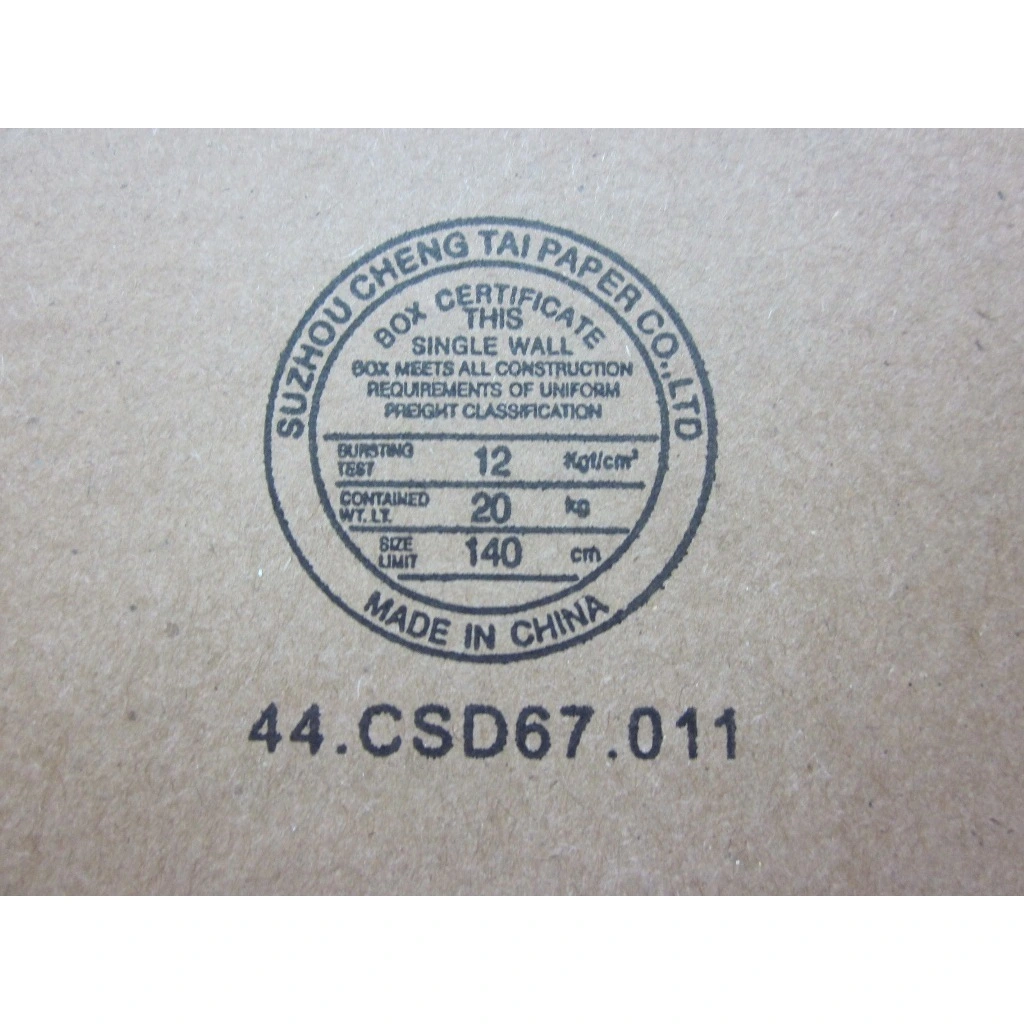 SUZHOU CHENG TAI PAPER CO.,LTD
BOX CERTIFICATE
THIS
SINGLE WALL
BOX MEETS ALL CONSTRUCTION
REQUIREMENTS OF UNIFORM
FREIGHT CLASSIFICATION
BURSTING TEST 12 Kgf/cm²
CONTAINED WT. LT. 20 kg
SIZE LIMIT 140 cm
MADE IN CHINA
44.CSD67.011